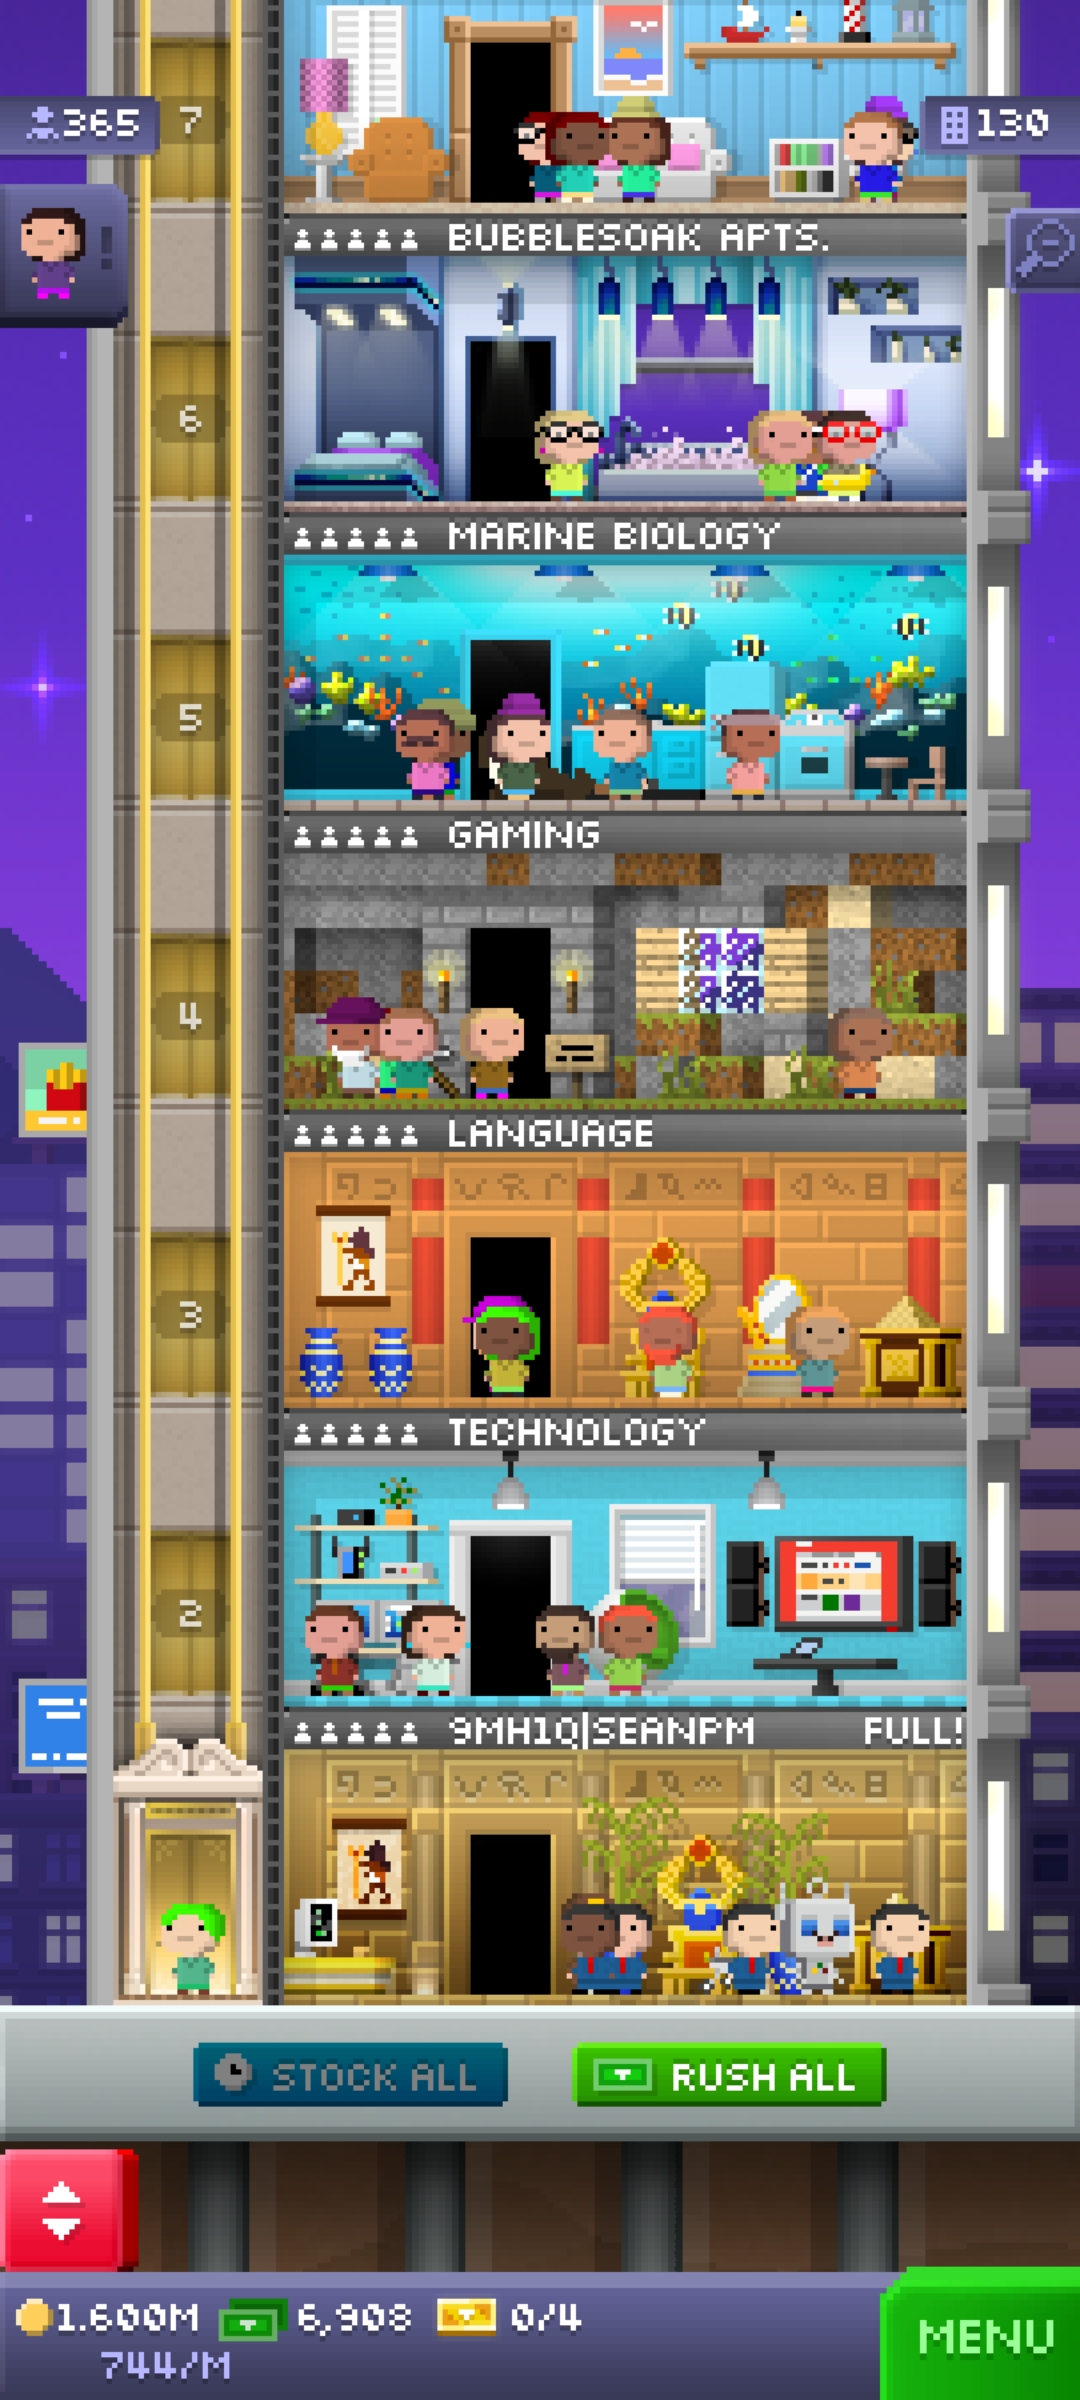 7
365
130
!
BUBBLESOAK APTS.
6
MARINE BIOLOGY
5
GAMING
4
LANGUAGE
3
TECHNOLOGY
2
9MH1Q|SEANPM FULL!
STOCK ALL
RUSH ALL
1.600M 6,908 0/4
744/M
MENU